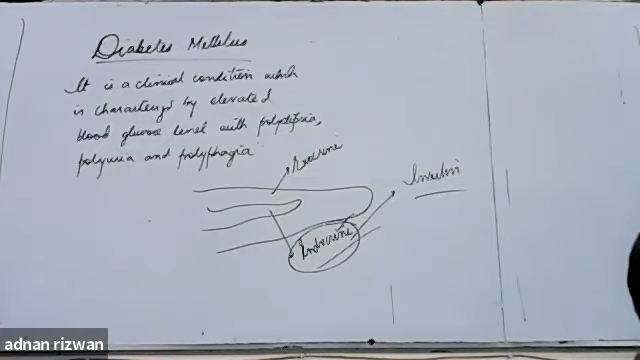 Diabetes Mellitus
It is a clinical condition which
is characterized by elevated
blood glucose level with polydipsia,
polyuria and polyphagia
Exocrine
Insulin
Endocrine
adnan rizwan